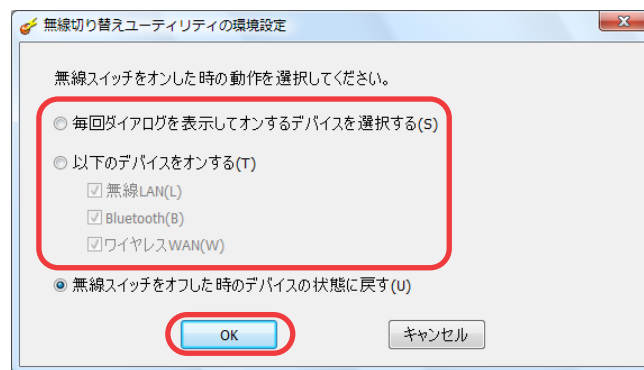 無線切り替えユーティリティの環境設定
無線スイッチをオンした時の動作を選択してください。
毎回ダイアログを表示してオンするデバイスを選択する(S)
以下のデバイスをオンする(T)
無線LAN(L)
Bluetooth(B)
ワイヤレスWAN(W)
無線スイッチをオフした時のデバイスの状態に戻す(U)
OK
キャンセル